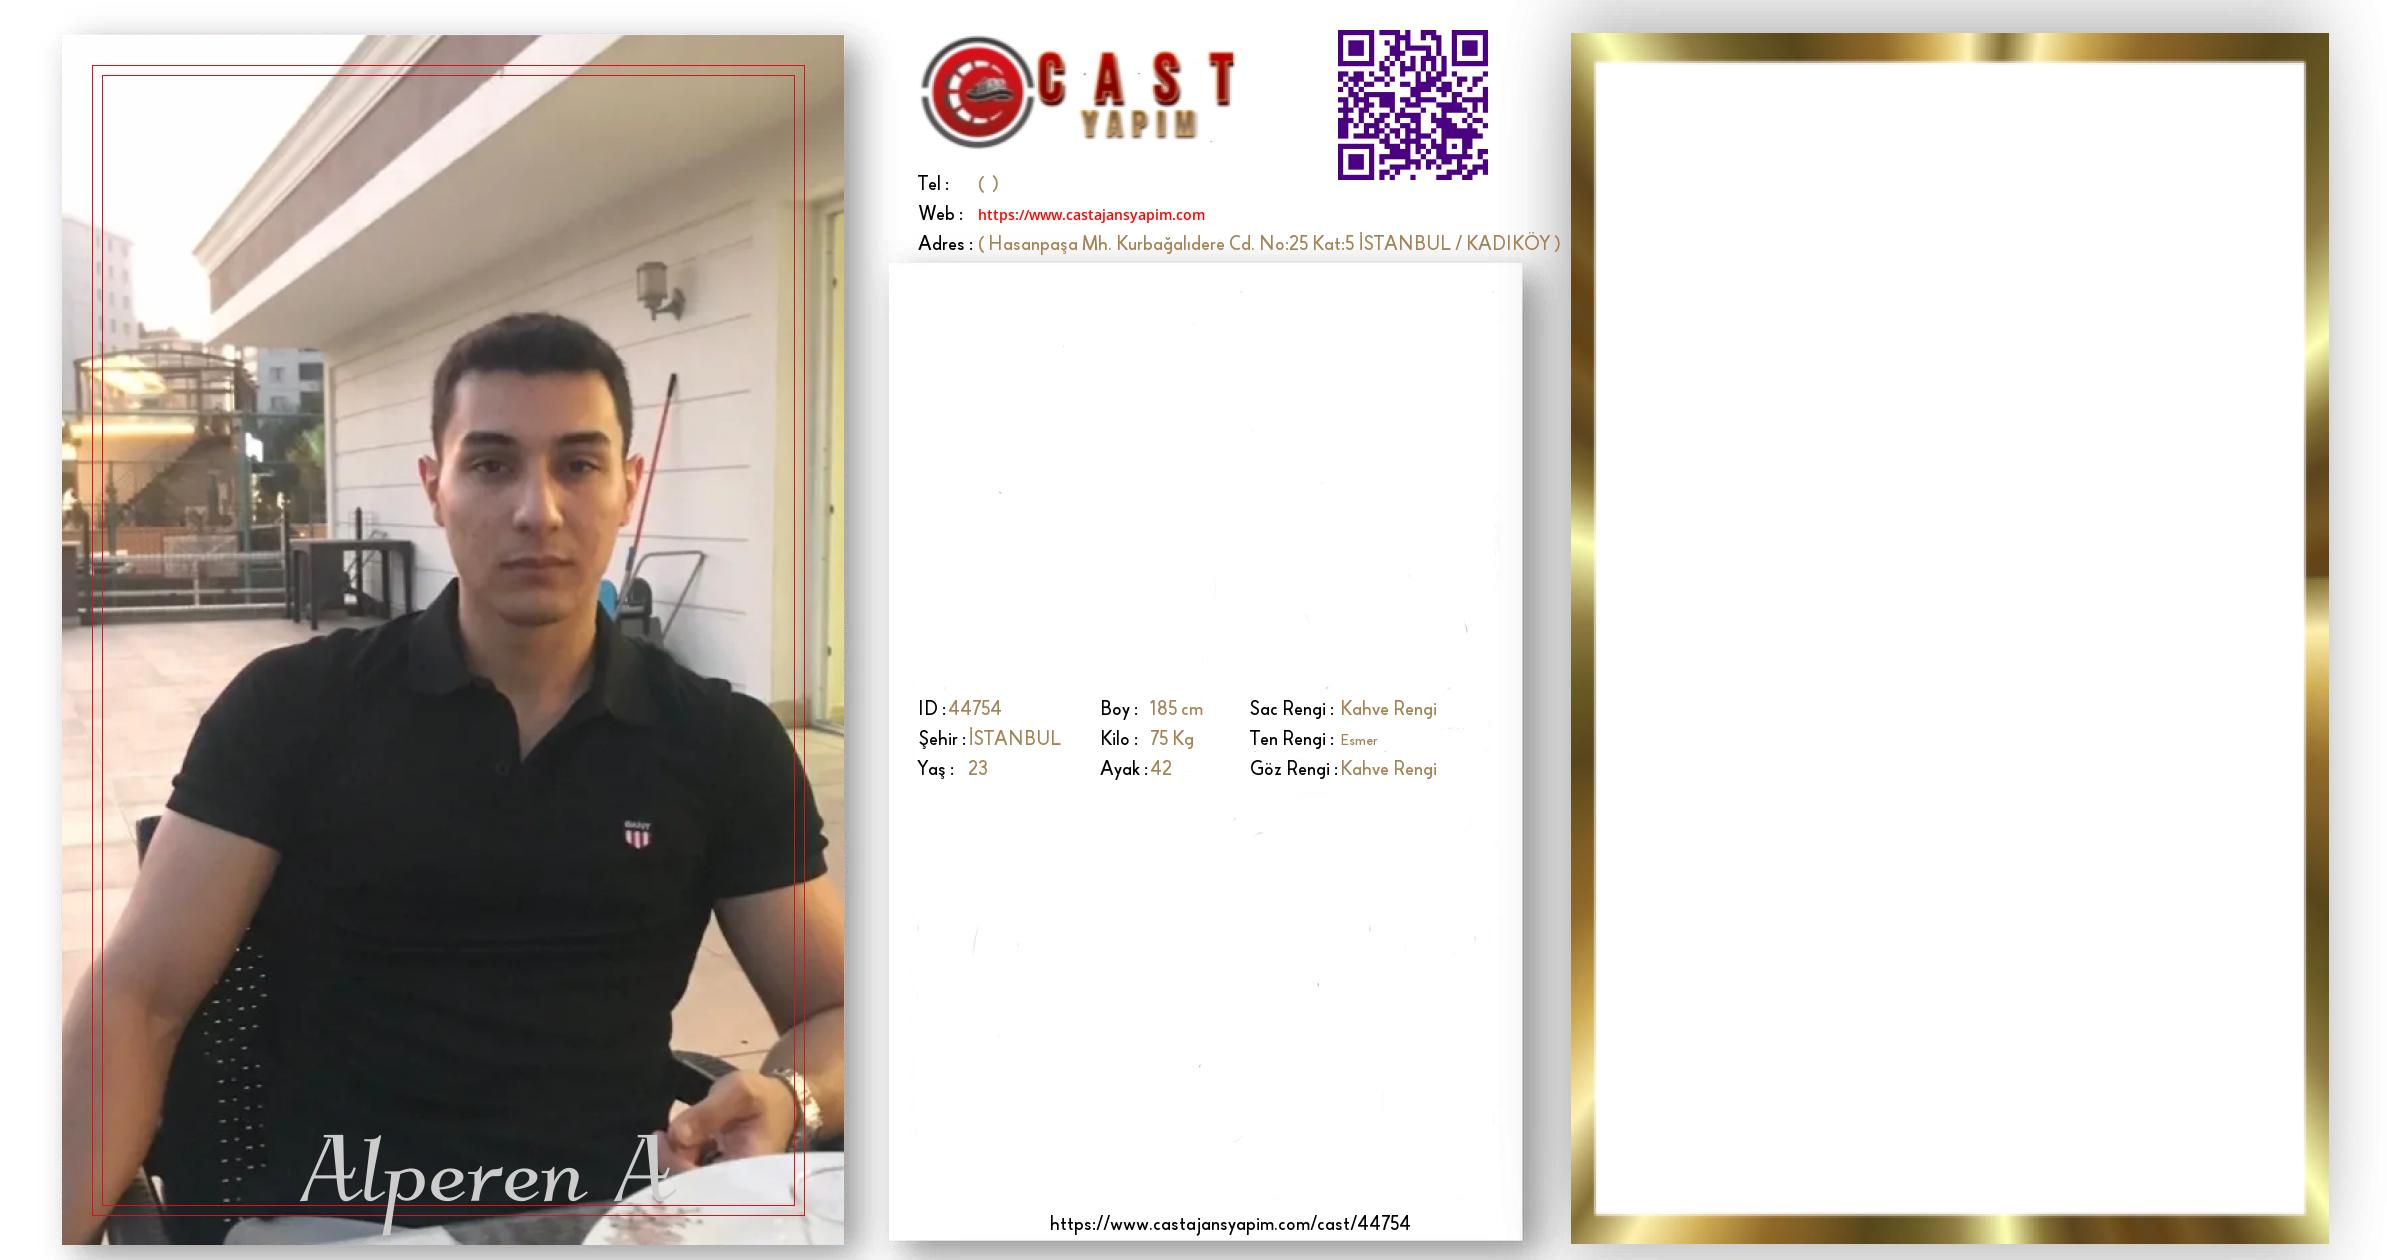 CAST
YAPIM
Tel : ( )
Web : https://www.castajansyapim.com
Adres : ( Hasanpaşa Mh. Kurbağalıdere Cd. No:25 Kat:5 İSTANBUL / KADIKÖY )
ID : 44754 Boy : 185 cm Sac Rengi : Kahve Rengi
Şehir : İSTANBUL Kilo : 75 Kg Ten Rengi : Esmer
Yaş : 23 Ayak : 42 Göz Rengi : Kahve Rengi
https://www.castajansyapim.com/cast/44754
Alperen A